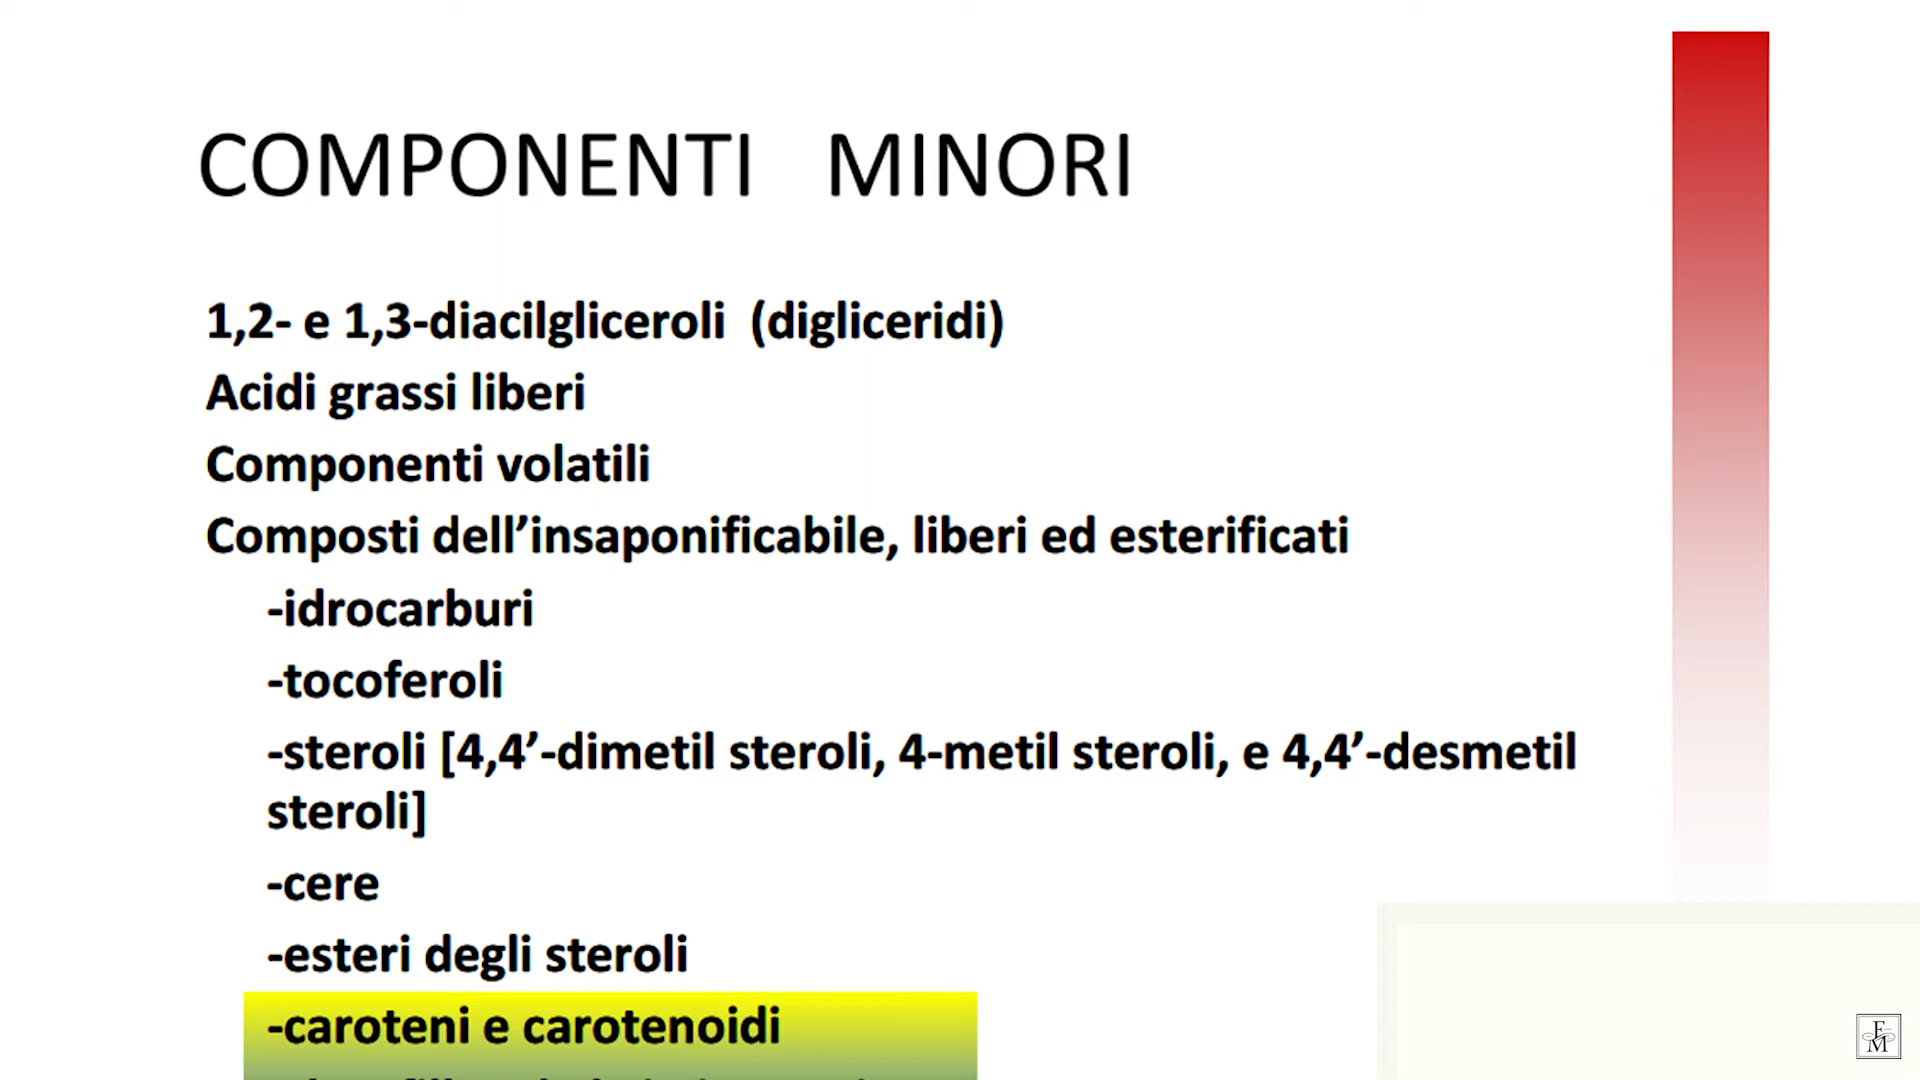 COMPONENTI MINORI
1,2- e 1,3-diacilgliceroli (digliceridi)
Acidi grassi liberi
Componenti volatili
Composti dell’insaponificabile, liberi ed esterificati
-idrocarburi
-tocoferoli
-steroli [4,4’-dimetil steroli, 4-metil steroli, e 4,4’-desmetil
steroli]
-cere
-esteri degli steroli
-caroteni e carotenoidi
FM